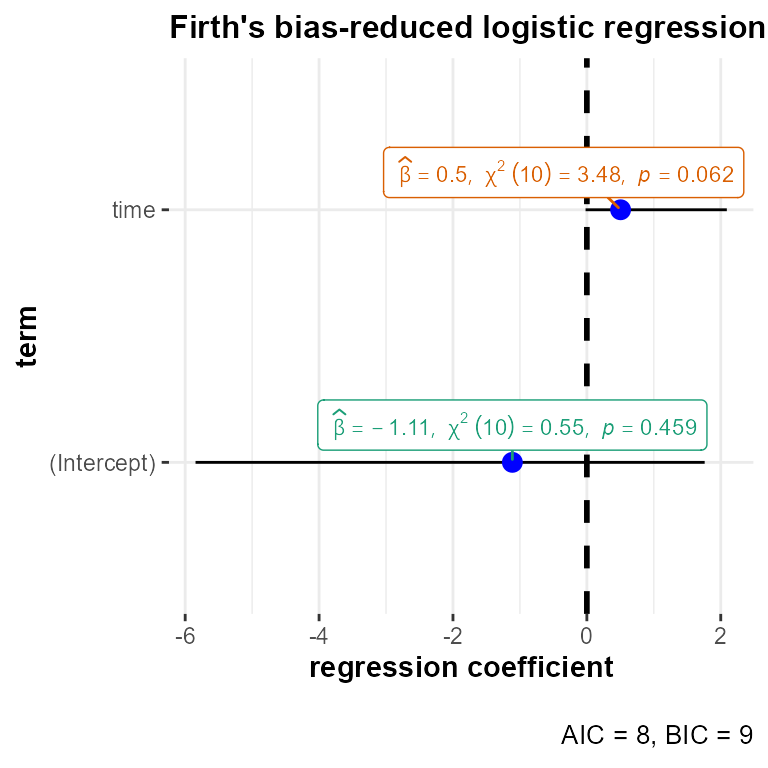 Firth's bias-reduced logistic regression
β̂ = 0.5, χ² (10) = 3.48, p = 0.062
time
term
β̂ = − 1.11, χ² (10) = 0.55, p = 0.459
(Intercept)
-6 -4 -2 0 2
regression coefficient
AIC = 8, BIC = 9